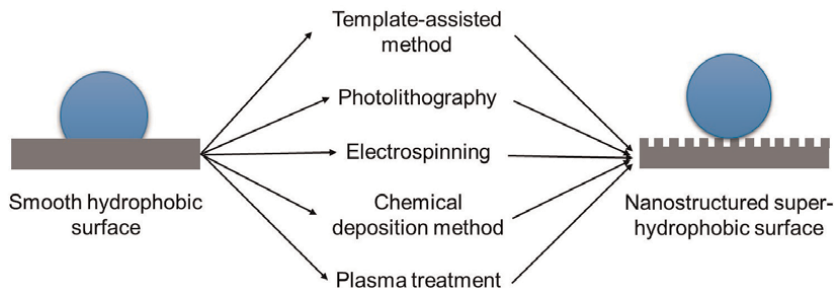 Template-assisted
method
Photolithography
Electrospinning
Chemical
deposition method
Plasma treatment
Smooth hydrophobic
surface
Nanostructured super-
hydrophobic surface